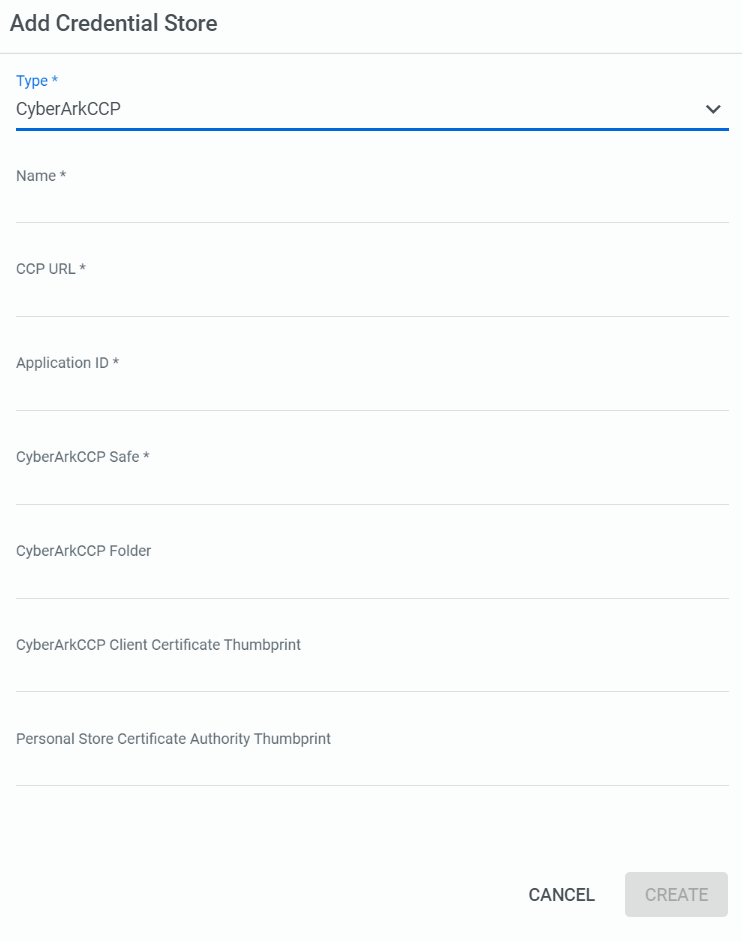 Add Credential Store
Type *
CyberArkCCP
Name *
CCP URL *
Application ID *
CyberArkCCP Safe *
CyberArkCCP Folder
CyberArkCCP Client Certificate Thumbprint
Personal Store Certificate Authority Thumbprint
CANCEL CREATE